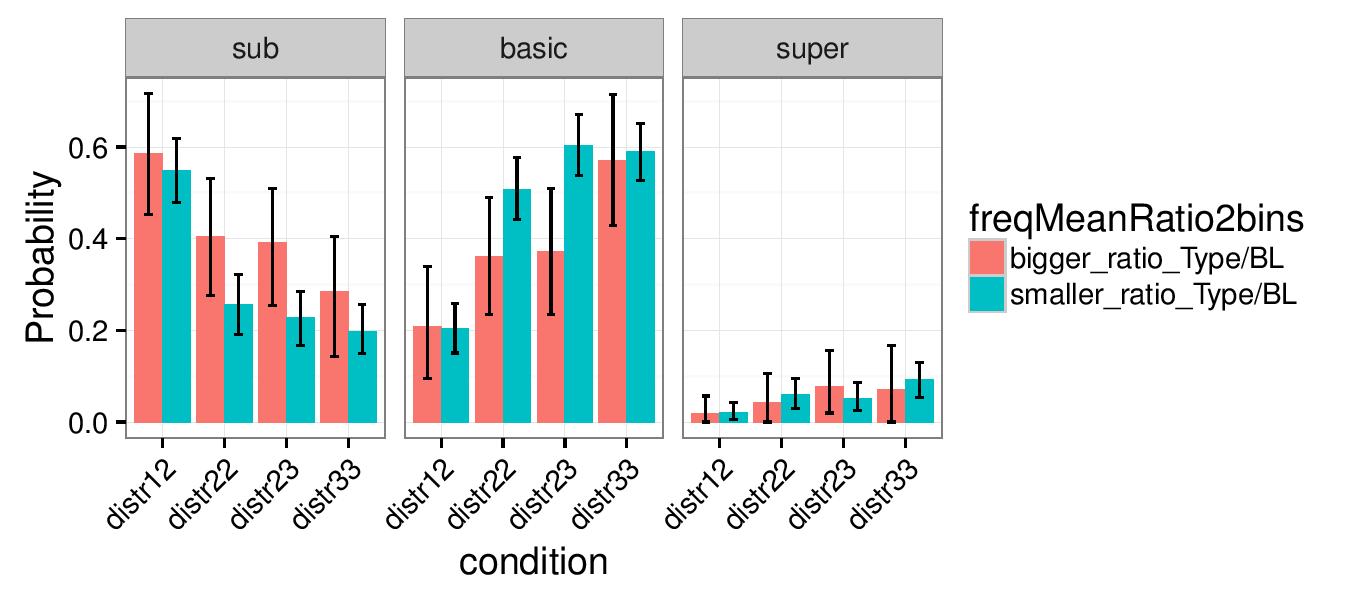 sub
basic
super
Probability
0.6
0.4
0.2
0.0
distr12
distr22
distr23
distr33
distr12
distr22
distr23
distr33
distr12
distr22
distr23
distr33
condition
freqMeanRatio2bins
bigger_ratio_Type/BL
smaller_ratio_Type/BL